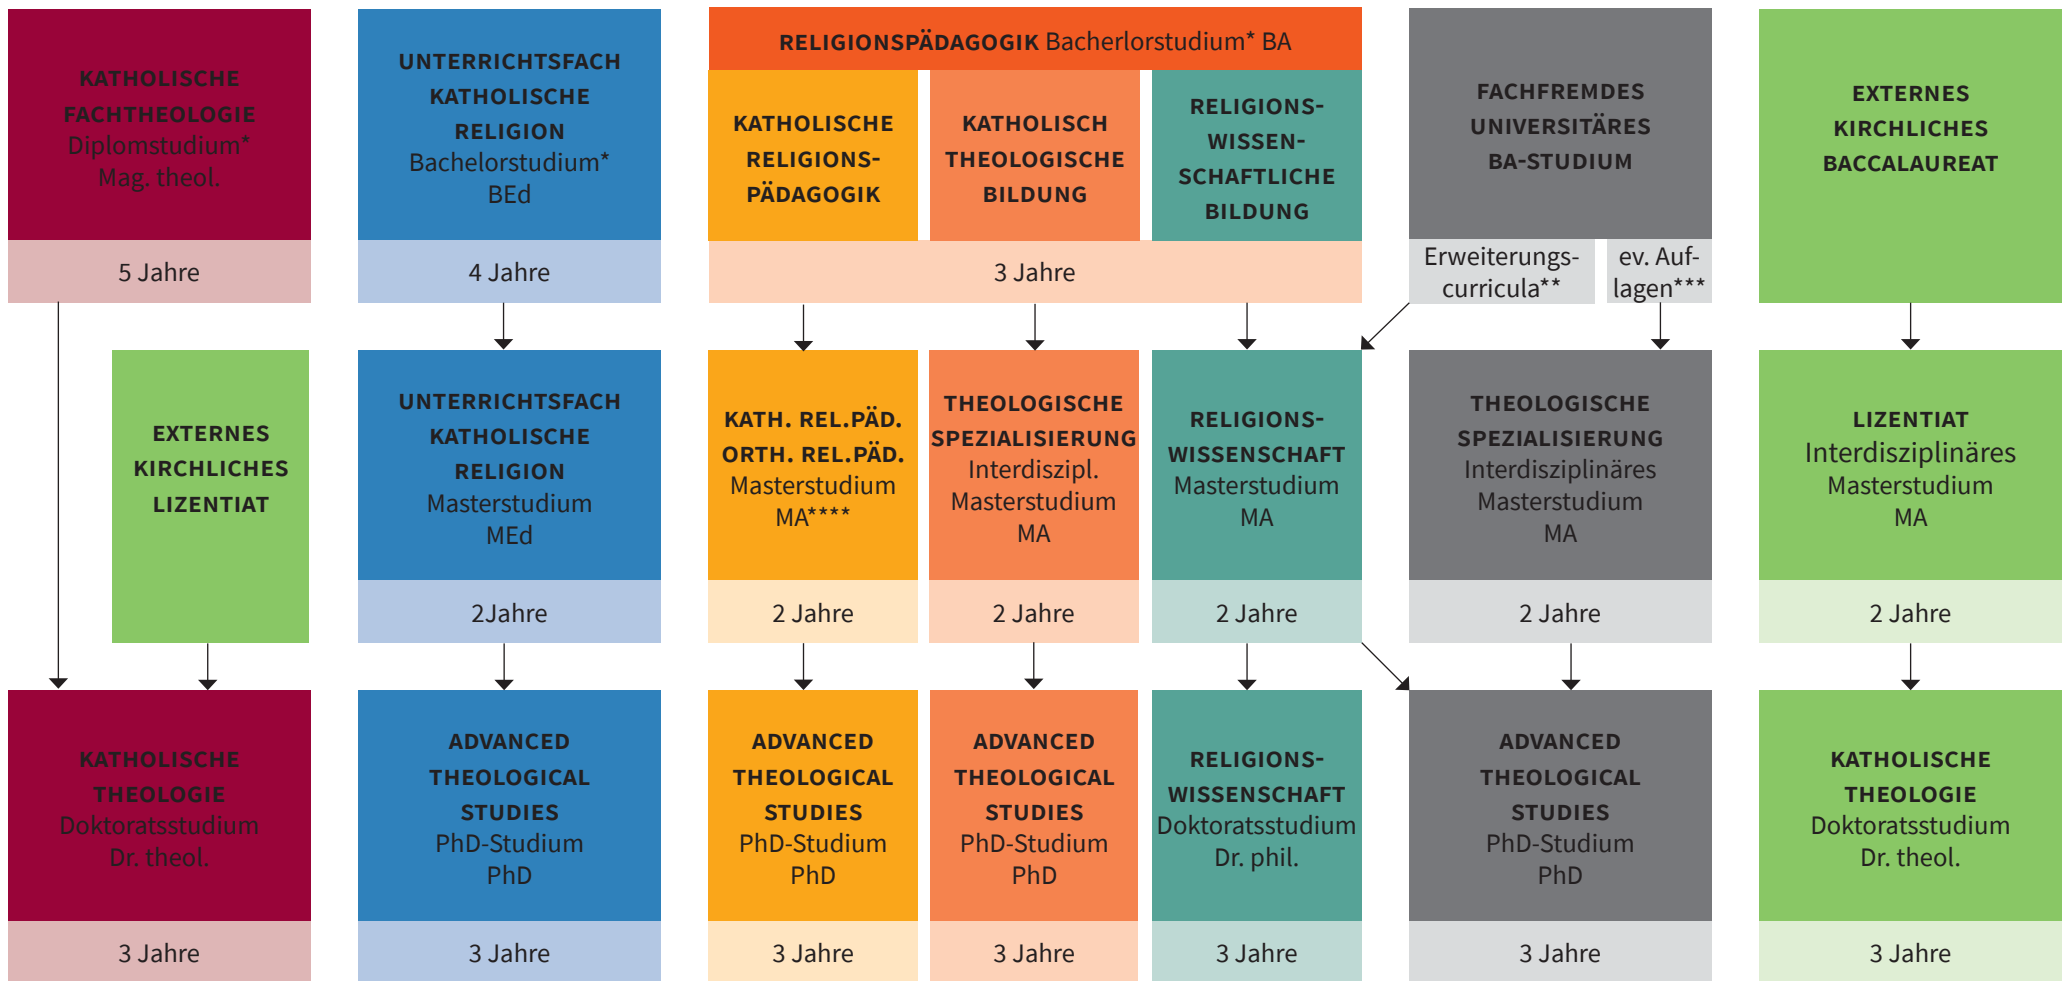 KATHOLISCHE
FACHTHEOLOGIE
Diplomstudium*
Mag. theol.
5 Jahre
UNTERRICHTSFACH
KATHOLISCHE
RELIGION
Bachelorstudium*
BEd
4 Jahre
RELIGIONSPÄDAGOGIK Bacherlorstudium* BA
KATHOLISCHE
RELIGIONS-
PÄDAGOGIK
KATHOLISCH
THEOLOGISCHE
BILDUNG
RELIGIONS-
WISSEN-
SCHAFTLICHE
BILDUNG
3 Jahre
FACHFREMDES
UNIVERSITÄRES
BA-STUDIUM
Erweiterungs-
curricula**
ev. Auf-
lagen***
EXTERNES
KIRCHLICHES
BACCALAUREAT
EXTERNES
KIRCHLICHES
LIZENTIAT
UNTERRICHTSFACH
KATHOLISCHE
RELIGION
Masterstudium
MEd
2Jahre
KATH. REL.PÄD.
ORTH. REL.PÄD.
Masterstudium
MA****
2 Jahre
THEOLOGISCHE
SPEZIALISIERUNG
Interdiszipl.
Masterstudium
MA
2 Jahre
RELIGIONS-
WISSENSCHAFT
Masterstudium
MA
2 Jahre
THEOLOGISCHE
SPEZIALISIERUNG
Interdisziplinäres
Masterstudium
MA
2 Jahre
LIZENTIAT
Interdisziplinäres
Masterstudium
MA
2 Jahre
KATHOLISCHE
THEOLOGIE
Doktoratsstudium
Dr. theol.
3 Jahre
ADVANCED
THEOLOGICAL
STUDIES
PhD-Studium
PhD
3 Jahre
ADVANCED
THEOLOGICAL
STUDIES
PhD-Studium
PhD
3 Jahre
ADVANCED
THEOLOGICAL
STUDIES
PhD-Studium
PhD
3 Jahre
RELIGIONS-
WISSENSCHAFT
Doktoratsstudium
Dr. phil.
3 Jahre
ADVANCED
THEOLOGICAL
STUDIES
PhD-Studium
PhD
3 Jahre
KATHOLISCHE
THEOLOGIE
Doktoratsstudium
Dr. theol.
3 Jahre